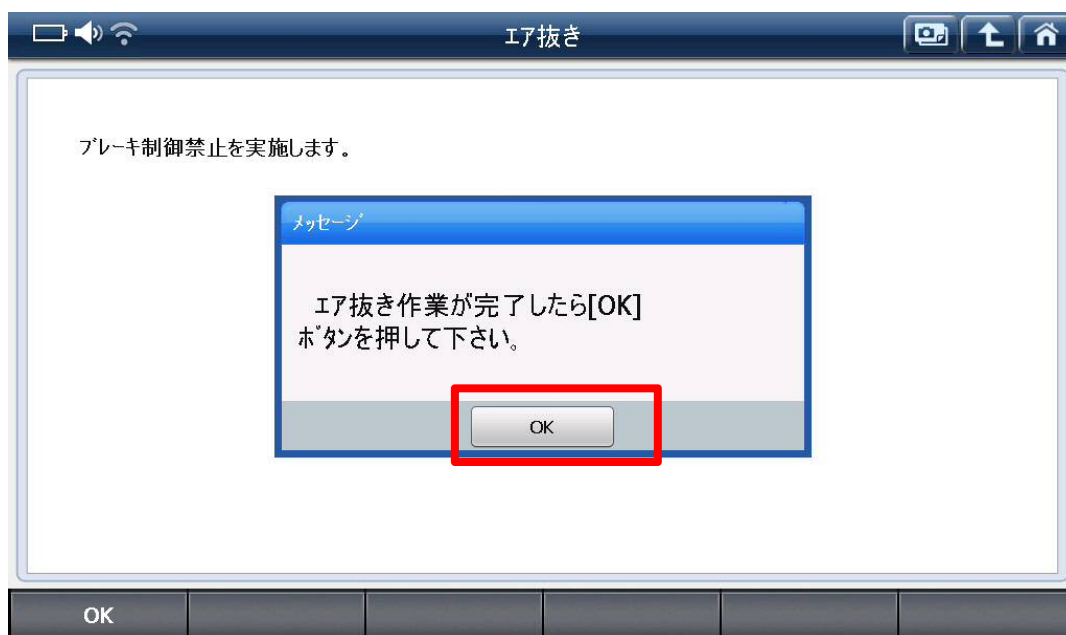 エア抜き
ブレーキ制御禁止を実施します。
メッセージ
エア抜き作業が完了したら[OK]
ボタンを押して下さい。
OK
OK